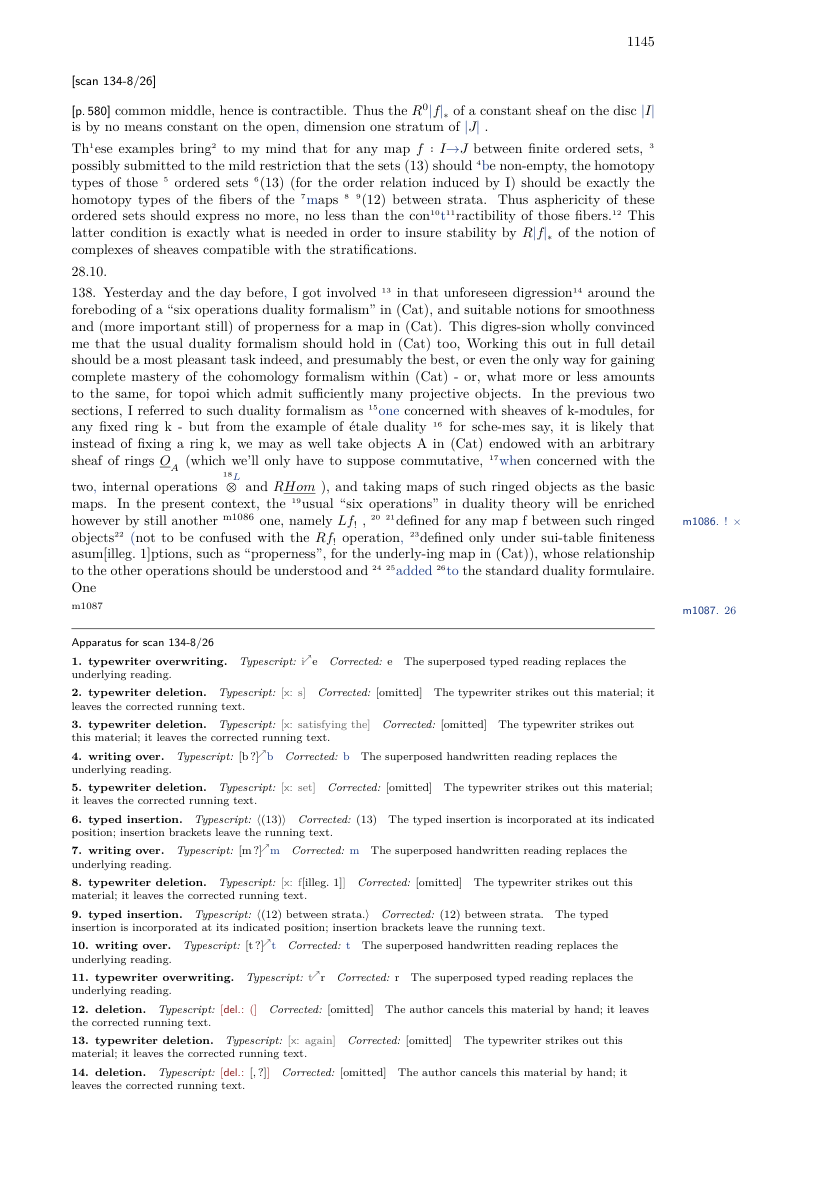 1145
[scan 134-8/26]
[p. 580] common middle, hence is contractible. Thus the R⁰|f|∗ of a constant sheaf on the disc |I|
is by no means constant on the open, dimension one stratum of |J| .
Th¹ese examples bring² to my mind that for any map f : I→J between finite ordered sets, ³
possibly submitted to the mild restriction that the sets (13) should ⁴be non-empty, the homotopy
types of those ⁵ ordered sets ⁶(13) (for the order relation induced by I) should be exactly the
homotopy types of the fibers of the ⁷maps ⁸ ⁹(12) between strata. Thus asphericity of these
ordered sets should express no more, no less than the con¹⁰t¹¹ractibility of those fibers.¹² This
latter condition is exactly what is needed in order to insure stability by R|f|∗ of the notion of
complexes of sheaves compatible with the stratifications.
28.10.
138. Yesterday and the day before, I got involved ¹³ in that unforeseen digression¹⁴ around the
foreboding of a “six operations duality formalism” in (Cat), and suitable notions for smoothness
and (more important still) of properness for a map in (Cat). This digres-sion wholly convinced
me that the usual duality formalism should hold in (Cat) too, Working this out in full detail
should be a most pleasant task indeed, and presumably the best, or even the only way for gaining
complete mastery of the cohomology formalism within (Cat) - or, what more or less amounts
to the same, for topoi which admit sufficiently many projective objects. In the previous two
sections, I referred to such duality formalism as ¹⁵one concerned with sheaves of k-modules, for
any fixed ring k - but from the example of étale duality ¹⁶ for sche-mes say, it is likely that
instead of fixing a ring k, we may as well take objects A in (Cat) endowed with an arbitrary
sheaf of rings O_A (which we’ll only have to suppose commutative, ¹⁷when concerned with the
two, internal operations ¹⁸L⊗ and RHom ), and taking maps of such ringed objects as the basic
maps. In the present context, the ¹⁹usual “six operations” in duality theory will be enriched
however by still another m1086 one, namely Lf! , ²⁰ ²¹defined for any map f between such ringed
objects²² (not to be confused with the Rf! operation, ²³defined only under sui-table finiteness
asum[illeg. 1]ptions, such as “properness”, for the underly-ing map in (Cat)), whose relationship
to the other operations should be understood and ²⁴ ²⁵added ²⁶to the standard duality formulaire.
One
m1087
m1086. ! ×
m1087. 26
Apparatus for scan 134-8/26
1. typewriter overwriting. Typescript: i↗e Corrected: e The superposed typed reading replaces the
underlying reading.
2. typewriter deletion. Typescript: [x: s] Corrected: [omitted] The typewriter strikes out this material; it
leaves the corrected running text.
3. typewriter deletion. Typescript: [x: satisfying the] Corrected: [omitted] The typewriter strikes out
this material; it leaves the corrected running text.
4. writing over. Typescript: [b ?]↗b Corrected: b The superposed handwritten reading replaces the
underlying reading.
5. typewriter deletion. Typescript: [x: set] Corrected: [omitted] The typewriter strikes out this material;
it leaves the corrected running text.
6. typed insertion. Typescript: ⟨(13)⟩ Corrected: (13) The typed insertion is incorporated at its indicated
position; insertion brackets leave the running text.
7. writing over. Typescript: [m ?]↗m Corrected: m The superposed handwritten reading replaces the
underlying reading.
8. typewriter deletion. Typescript: [x: f[illeg. 1]] Corrected: [omitted] The typewriter strikes out this
material; it leaves the corrected running text.
9. typed insertion. Typescript: ⟨(12) between strata.⟩ Corrected: (12) between strata. The typed
insertion is incorporated at its indicated position; insertion brackets leave the running text.
10. writing over. Typescript: [t ?]↗t Corrected: t The superposed handwritten reading replaces the
underlying reading.
11. typewriter overwriting. Typescript: t↗r Corrected: r The superposed typed reading replaces the
underlying reading.
12. deletion. Typescript: [del.: (] Corrected: [omitted] The author cancels this material by hand; it leaves
the corrected running text.
13. typewriter deletion. Typescript: [x: again] Corrected: [omitted] The typewriter strikes out this
material; it leaves the corrected running text.
14. deletion. Typescript: [del.: [, ?]] Corrected: [omitted] The author cancels this material by hand; it
leaves the corrected running text.